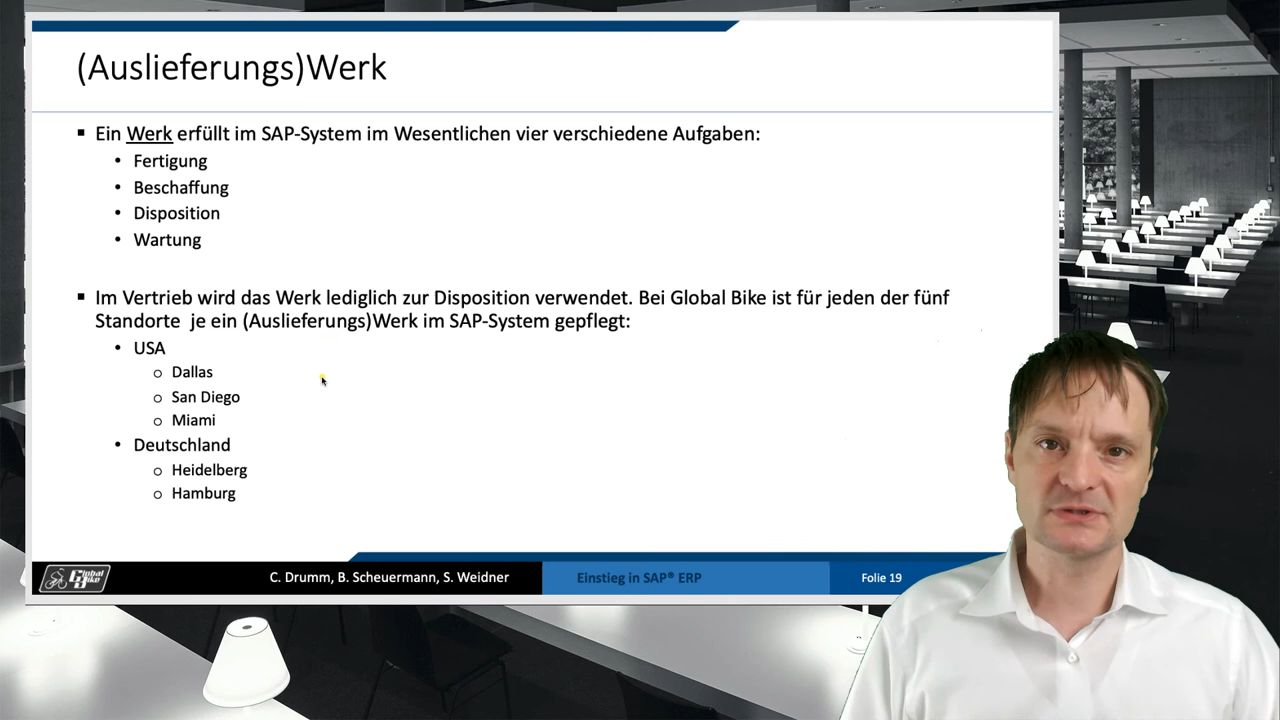 (Auslieferungs)Werk
▪ Ein Werk erfüllt im SAP-System im Wesentlichen vier verschiedene Aufgaben:
• Fertigung
• Beschaffung
• Disposition
• Wartung
▪ Im Vertrieb wird das Werk lediglich zur Disposition verwendet. Bei Global Bike ist für jeden der fünf
Standorte je ein (Auslieferungs)Werk im SAP-System gepflegt:
• USA
o Dallas
o San Diego
o Miami
• Deutschland
o Heidelberg
o Hamburg
Global
Bike
C. Drumm, B. Scheuermann, S. Weidner
Einstieg in SAP® ERP
Folie 19